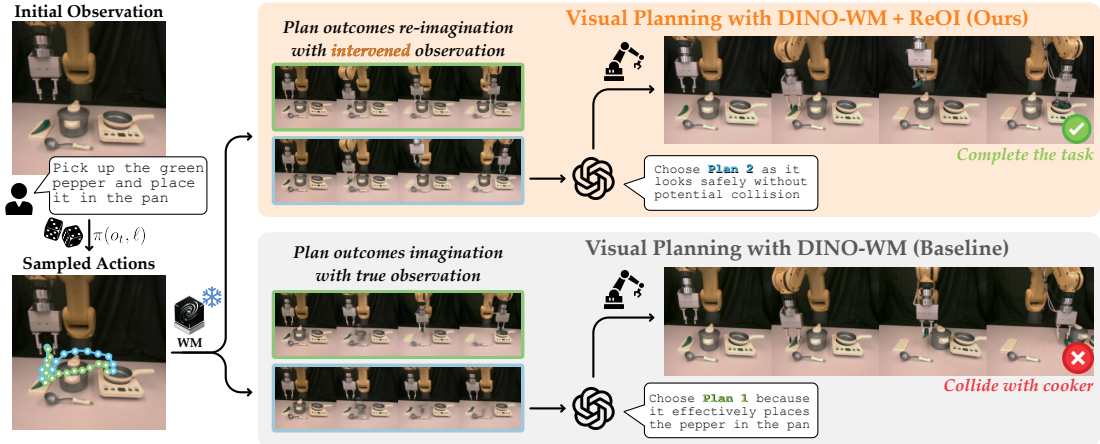 Initial Observation
Pick up the green
pepper and place
it in the pan
π(o_t, ℓ)
Sampled Actions
WM
Visual Planning with DINO-WM + ReOI (Ours)
Plan outcomes re-imagination
with intervened observation
Choose Plan 2 as it
looks safely without
potential collision
Complete the task
Visual Planning with DINO-WM (Baseline)
Plan outcomes imagination
with true observation
Choose Plan 1 because
it effectively places
the pepper in the pan
Collide with cooker